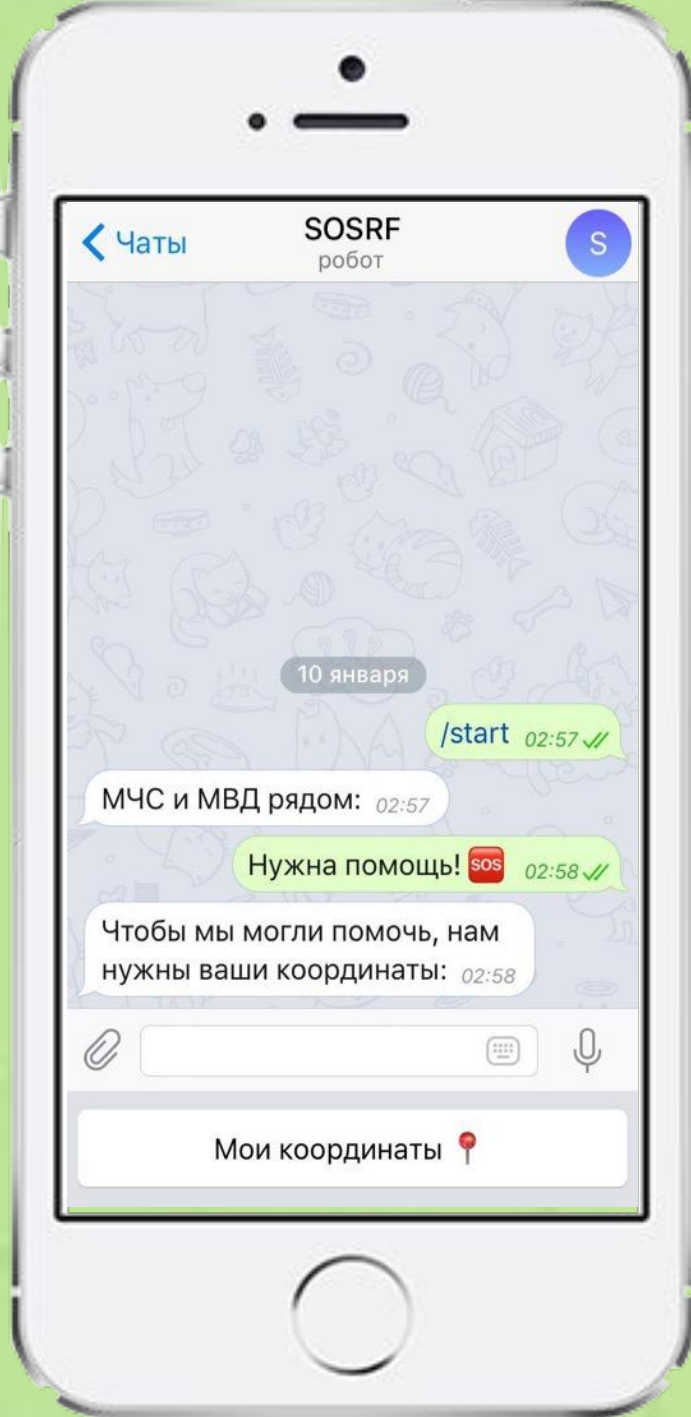 Чаты
SOSRF
робот
S
10 января
/start 02:57
МЧС и МВД рядом: 02:57
Нужна помощь! SOS 02:58
Чтобы мы могли помочь, нам
нужны ваши координаты: 02:58
Мои координаты